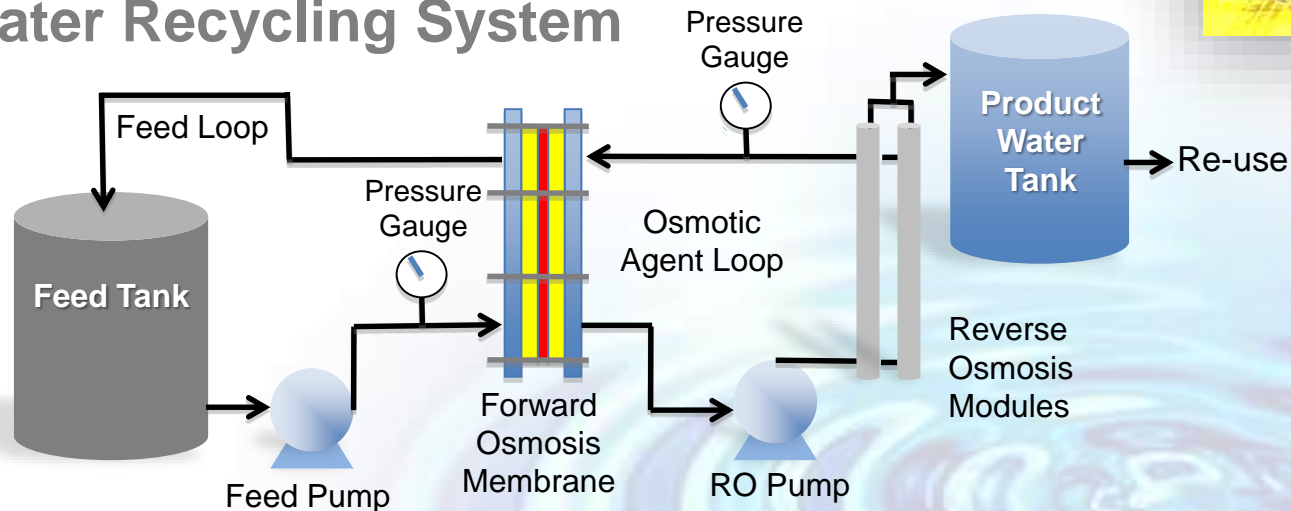 ater Recycling System
Pressure
Gauge
Feed Loop
Product
Water
Tank
Re-use
Pressure
Gauge
Osmotic
Agent Loop
Feed Tank
Reverse
Osmosis
Modules
Forward
Osmosis
Membrane
Feed Pump
RO Pump